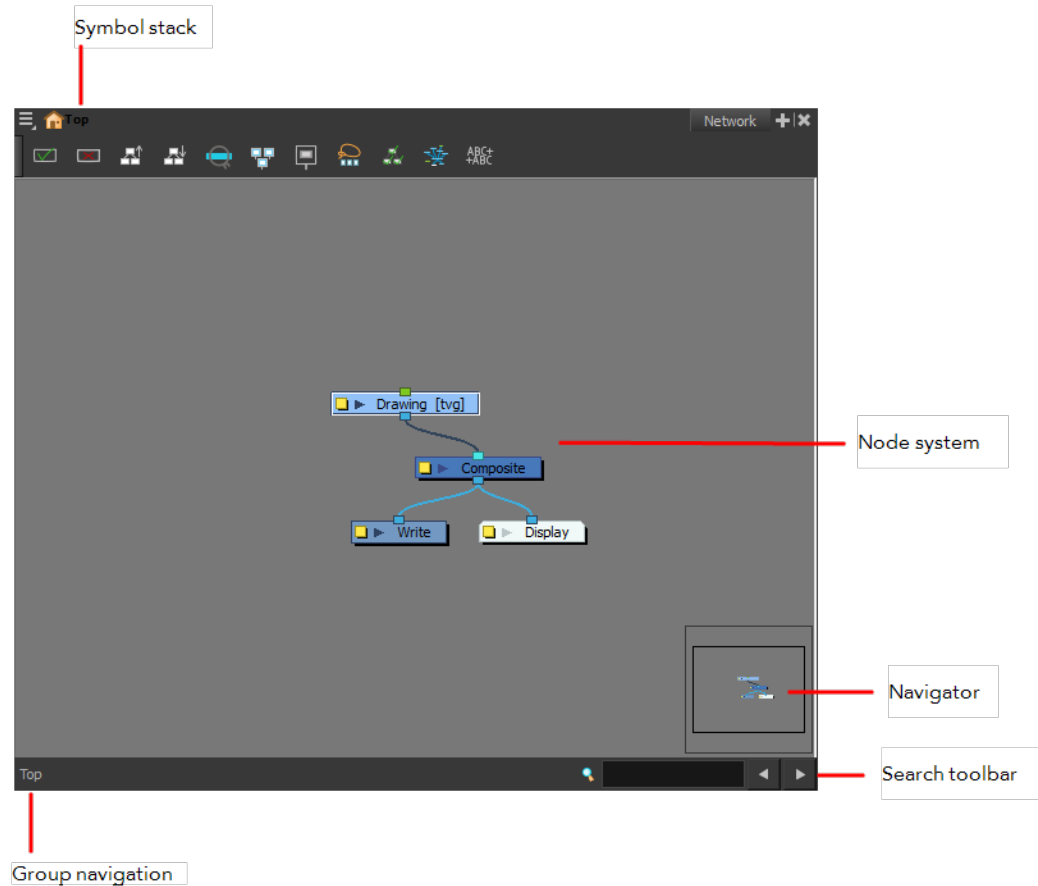 Symbol stack
Top
Network
ABC+
+ABC
Drawing [tvg]
Node system
Composite
Write
Display
Navigator
Top
Search toolbar
Group navigation